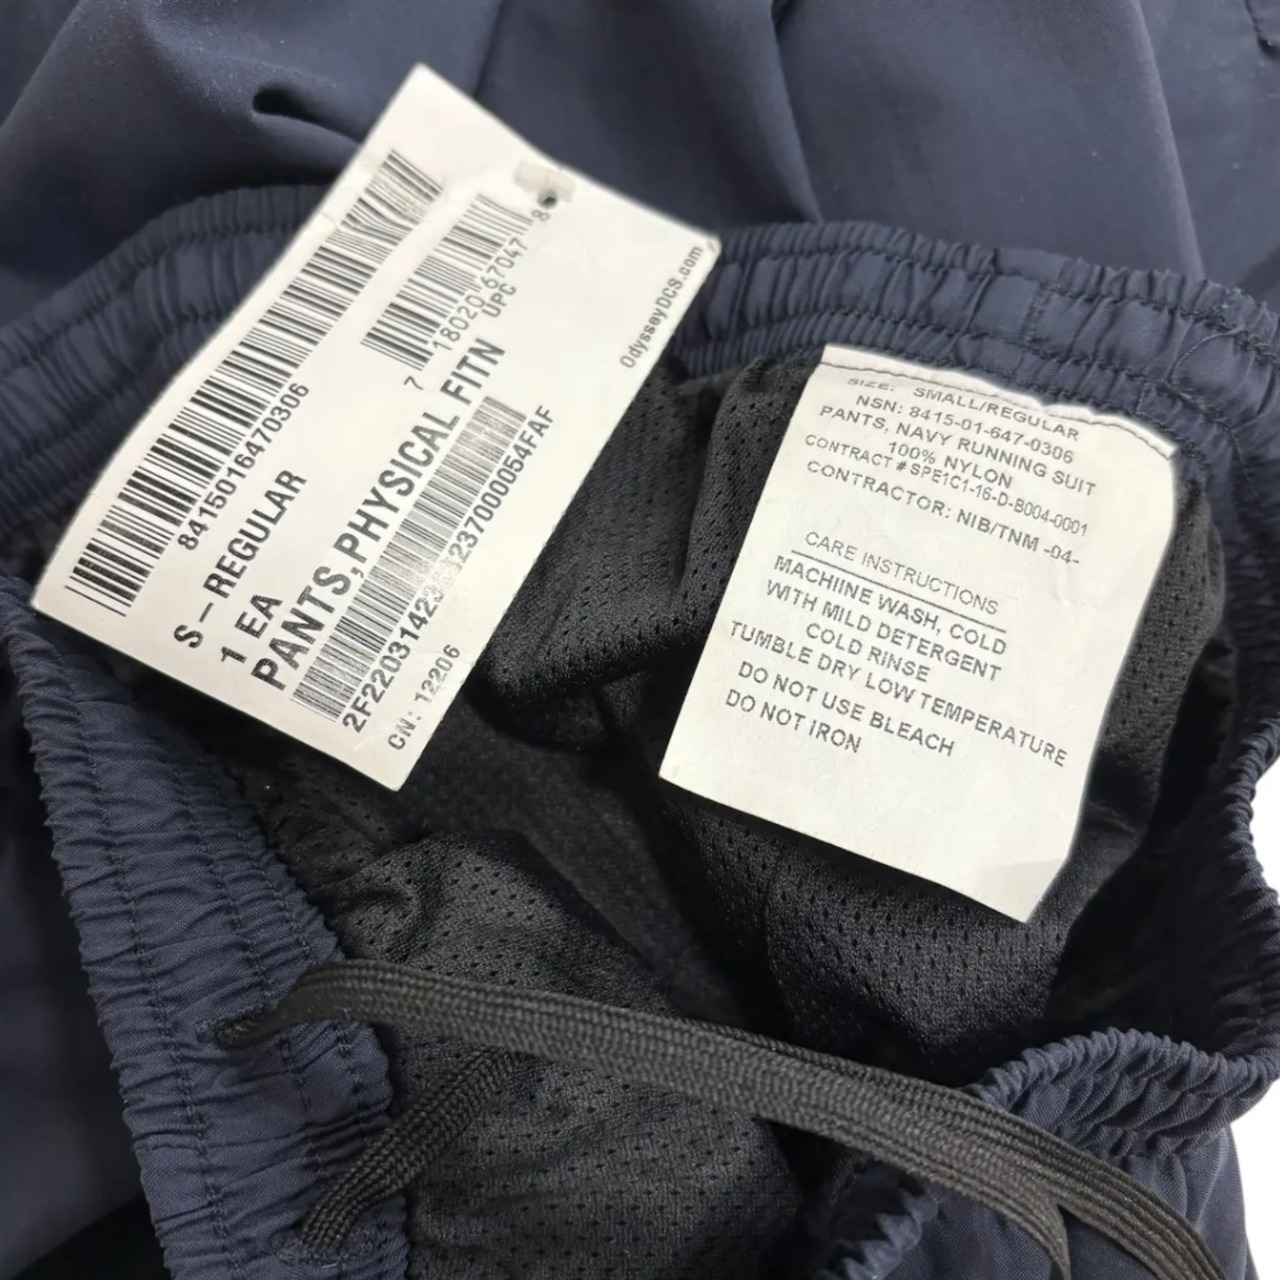 8415016470306
S-REGULAR
1 EA
PANTS,PHYSICAL FITN
7 18020 67047 8
UPC
CN: 12206
OdysseyDCS.com
SIZE: SMALL/REGULAR
NSN: 8415-01-647-0306
PANTS, NAVY RUNNING SUIT
100% NYLON
CONTRACT #SPE1C1-16-D-B004-0001
CONTRACTOR: NIB/TNM -04-
CARE INSTRUCTIONS
MACHIINE WASH, COLD
WITH MILD DETERGENT
COLD RINSE
TUMBLE DRY LOW TEMPERATURE
DO NOT USE BLEACH
DO NOT IRON